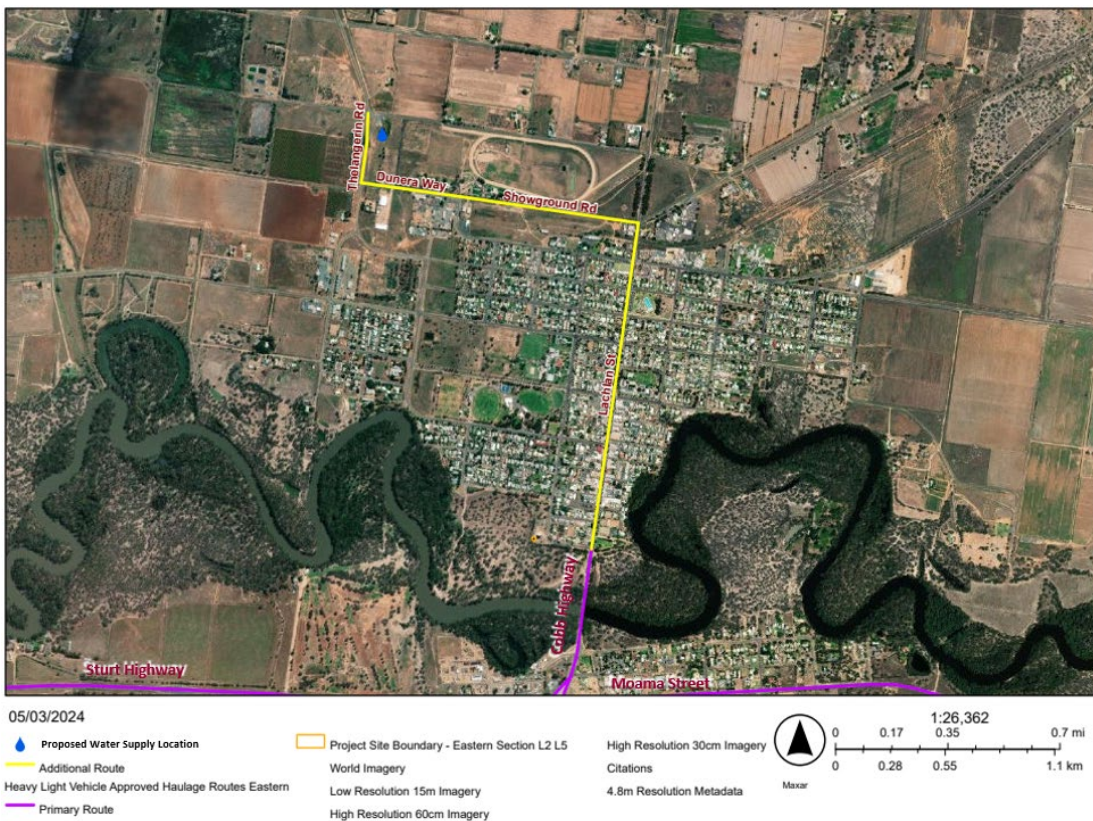 Thelangerin Rd
Dunera Way
Showground Rd
Lachlan St
Cobb Highway
Sturt Highway
Moama Street
05/03/2024
Proposed Water Supply Location
Additional Route
Heavy Light Vehicle Approved Haulage Routes Eastern
Primary Route
Project Site Boundary - Eastern Section L2 L5
World Imagery
Low Resolution 15m Imagery
High Resolution 60cm Imagery
High Resolution 30cm Imagery
Citations
4.8m Resolution Metadata
Maxar
1:26,362
0 0.17 0.35 0.7 mi
0 0.28 0.55 1.1 km